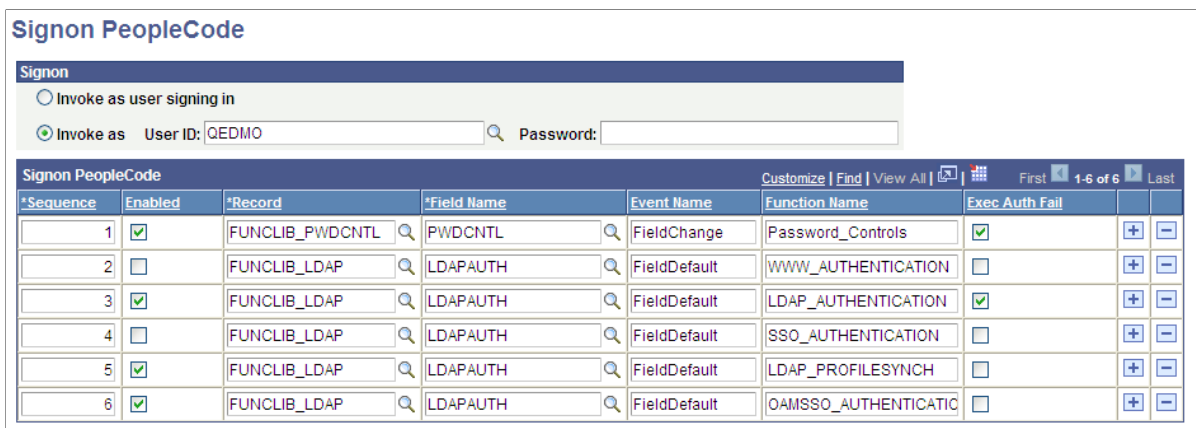 Signon PeopleCode
Signon
Invoke as user signing in
Invoke as User ID: QEDMO Password:
Signon PeopleCode Customize | Find | View All | | First 1-6 of 6 Last
*Sequence Enabled *Record *Field Name Event Name Function Name Exec Auth Fail
1 FUNCLIB_PWDCNTL PWDCNTL FieldChange Password_Controls
2 FUNCLIB_LDAP LDAPAUTH FieldDefault WWW_AUTHENTICATION
3 FUNCLIB_LDAP LDAPAUTH FieldDefault LDAP_AUTHENTICATION
4 FUNCLIB_LDAP LDAPAUTH FieldDefault SSO_AUTHENTICATION
5 FUNCLIB_LDAP LDAPAUTH FieldDefault LDAP_PROFILESYNCH
6 FUNCLIB_LDAP LDAPAUTH FieldDefault OAMSSO_AUTHENTICATIC